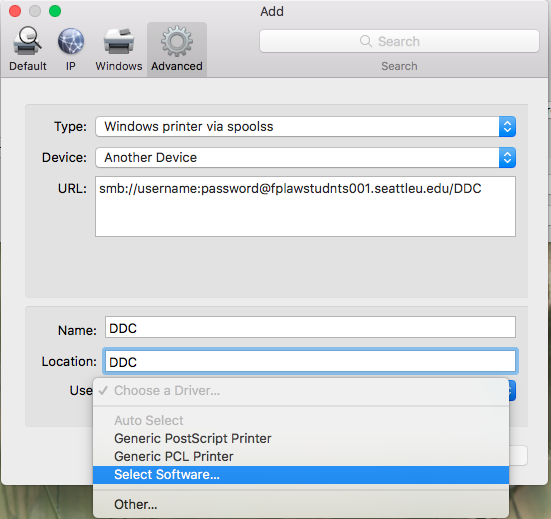 Add
Default IP Windows Advanced
Search
Search
Type: Windows printer via spoolss
Device: Another Device
URL: smb://username:password@fplawstudnts001.seattleu.edu/DDC
Name: DDC
Location: DDC
Use ✓ Choose a Driver...
Auto Select
Generic PostScript Printer
Generic PCL Printer
Select Software...
Other...